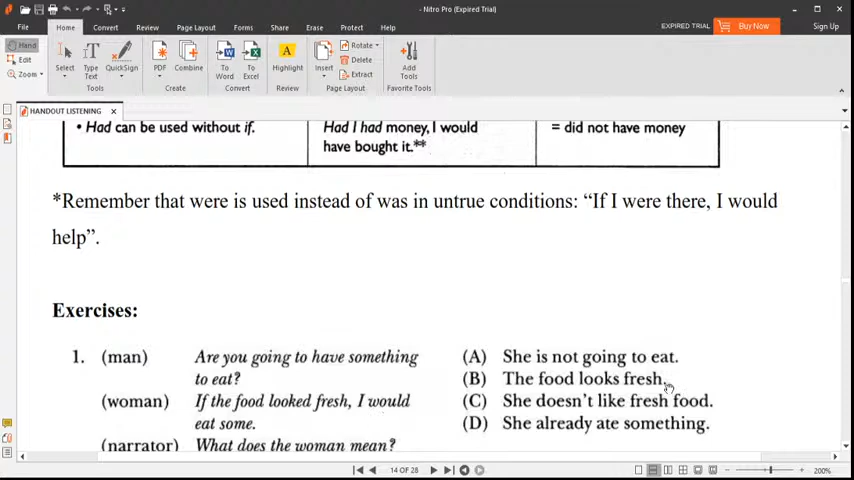 - Nitro Pro (Expired Trial)
File Home Convert Review Page Layout Forms Share Erase Protect Help
EXPIRED TRIAL Buy Now Sign Up
Hand
Edit
Zoom
Select
Type Text
QuickSign
Tools
PDF
Combine
Create
To Word
To Excel
Convert
Highlight
Review
Insert
Rotate
Delete
Extract
Page Layout
Add Tools
Favorite Tools
HANDOUT LISTENING
• Had can be used without if.
Had I had money, I would
have bought it.**
= did not have money
*Remember that were is used instead of was in untrue conditions: “If I were there, I would
help”.
Exercises:
1. (man) Are you going to have something
to eat?
(woman) If the food looked fresh, I would
eat some.
(narrator) What does the woman mean?
(A) She is not going to eat.
(B) The food looks fresh.
(C) She doesn't like fresh food.
(D) She already ate something.
14 OF 28
200%